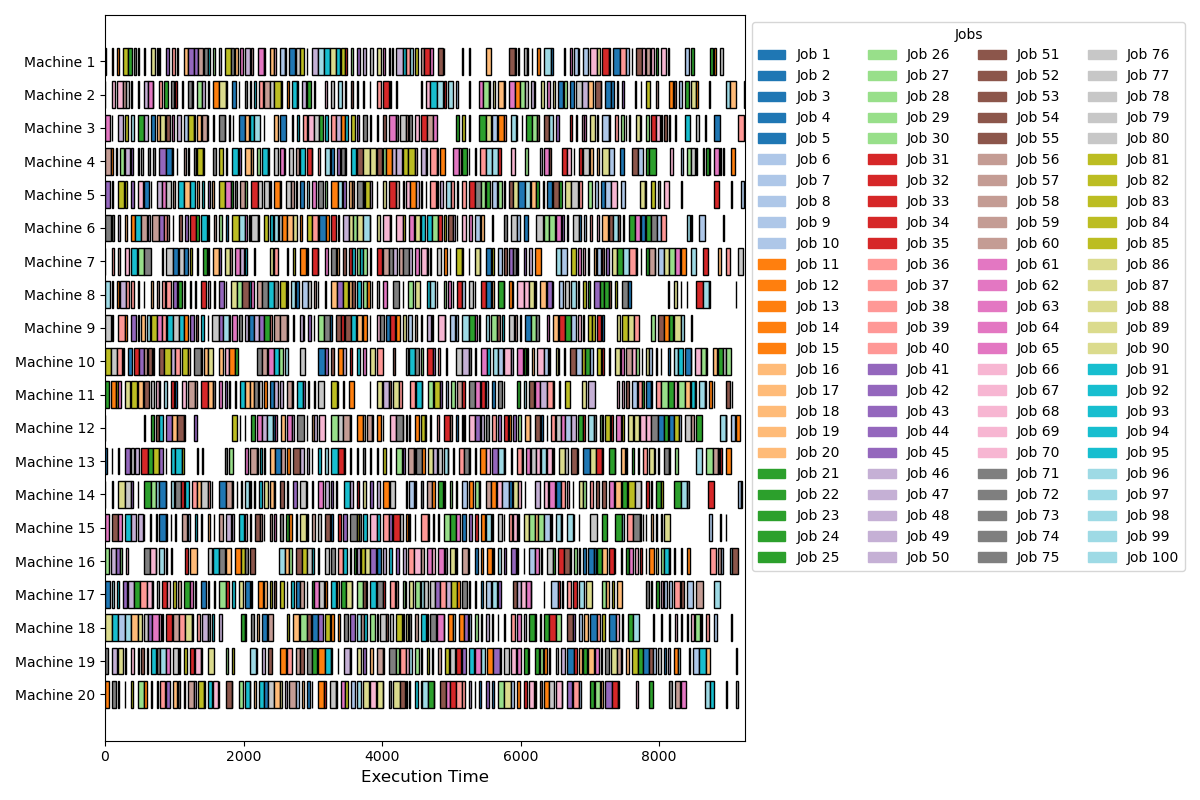 Machine 1
Machine 2
Machine 3
Machine 4
Machine 5
Machine 6
Machine 7
Machine 8
Machine 9
Machine 10
Machine 11
Machine 12
Machine 13
Machine 14
Machine 15
Machine 16
Machine 17
Machine 18
Machine 19
Machine 20
0 2000 4000 6000 8000
Execution Time
Jobs
Job 1 Job 26 Job 51 Job 76
Job 2 Job 27 Job 52 Job 77
Job 3 Job 28 Job 53 Job 78
Job 4 Job 29 Job 54 Job 79
Job 5 Job 30 Job 55 Job 80
Job 6 Job 31 Job 56 Job 81
Job 7 Job 32 Job 57 Job 82
Job 8 Job 33 Job 58 Job 83
Job 9 Job 34 Job 59 Job 84
Job 10 Job 35 Job 60 Job 85
Job 11 Job 36 Job 61 Job 86
Job 12 Job 37 Job 62 Job 87
Job 13 Job 38 Job 63 Job 88
Job 14 Job 39 Job 64 Job 89
Job 15 Job 40 Job 65 Job 90
Job 16 Job 41 Job 66 Job 91
Job 17 Job 42 Job 67 Job 92
Job 18 Job 43 Job 68 Job 93
Job 19 Job 44 Job 69 Job 94
Job 20 Job 45 Job 70 Job 95
Job 21 Job 46 Job 71 Job 96
Job 22 Job 47 Job 72 Job 97
Job 23 Job 48 Job 73 Job 98
Job 24 Job 49 Job 74 Job 99
Job 25 Job 50 Job 75 Job 100